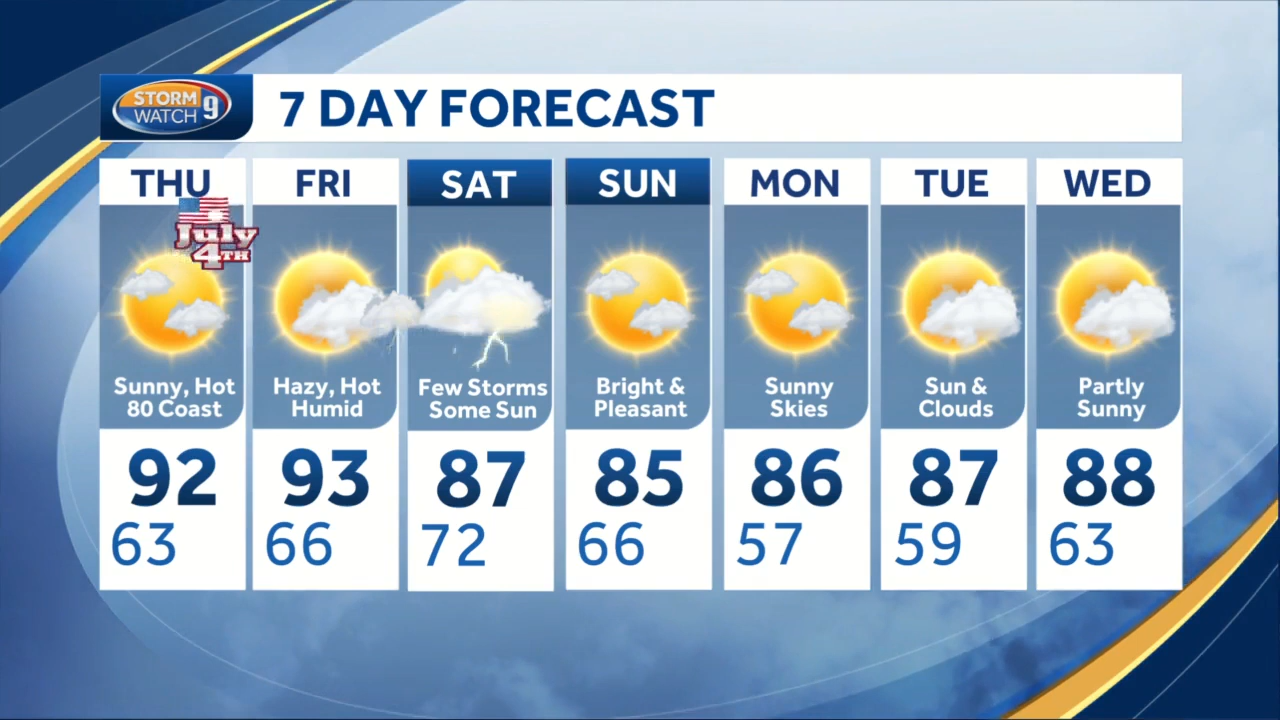 STORM
WATCH 9
7 DAY FORECAST
THU
July
4TH
Sunny, Hot
80 Coast
92
63
FRI
Hazy, Hot
Humid
93
66
SAT
Few Storms
Some Sun
87
72
SUN
Bright &
Pleasant
85
66
MON
Sunny
Skies
86
57
TUE
Sun &
Clouds
87
59
WED
Partly
Sunny
88
63